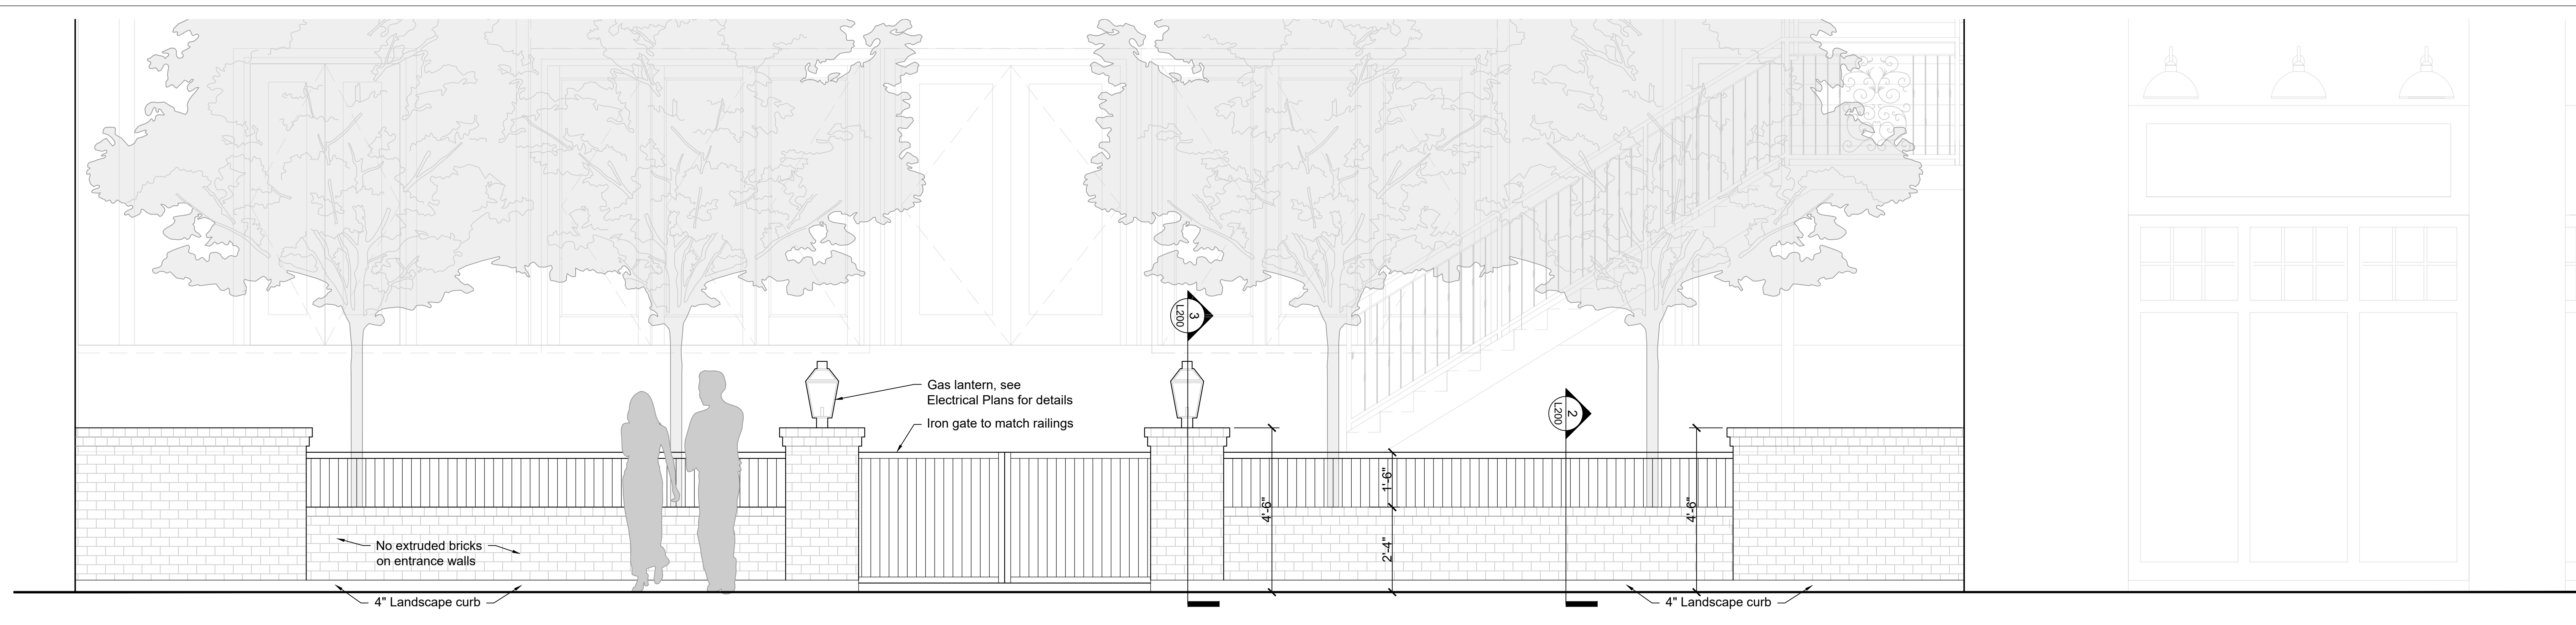 3
L200
Gas lantern, see
Electrical Plans for details
2
L200
Iron gate to match railings
1'-6"
4'-6"
4'-6"
No extruded bricks
on entrance walls
2'-4"
4" Landscape curb
4" Landscape curb